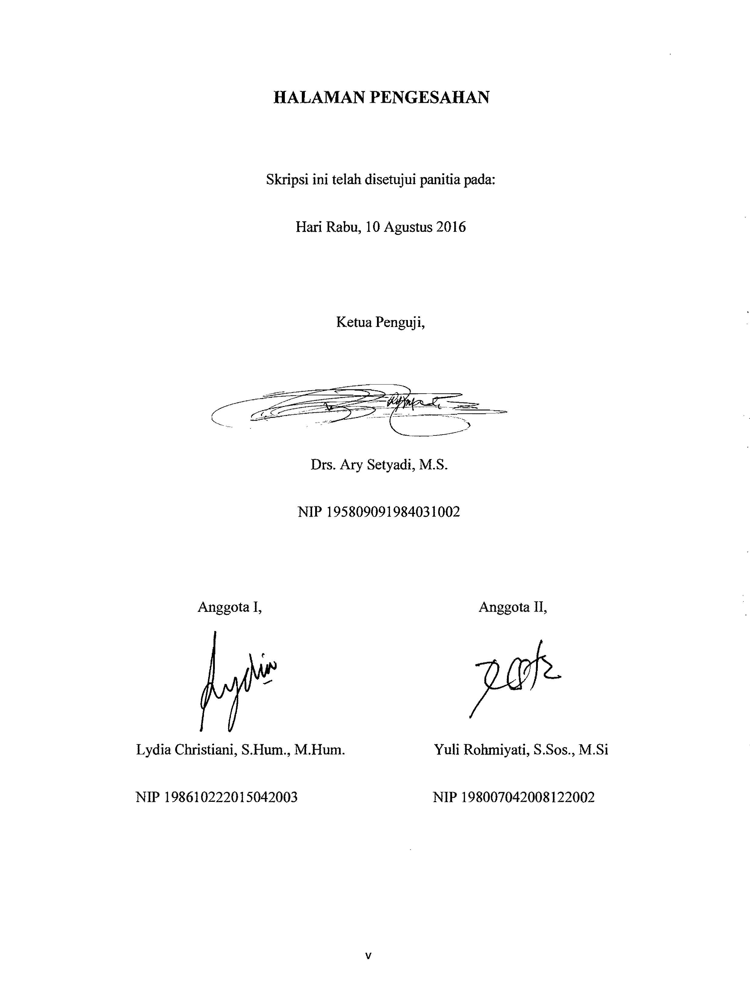 HALAMAN PENGESAHAN
Skripsi ini telah disetujui panitia pada:
Hari Rabu, 10 Agustus 2016
Ketua Penguji,
Drs. Ary Setyadi, M.S.
NIP 195809091984031002
Anggota I,
Anggota II,
Lydia
Lydia Christiani, S.Hum., M.Hum.
Yuli Rohmiyati, S.Sos., M.Si
NIP 198610222015042003
NIP 198007042008122002
v